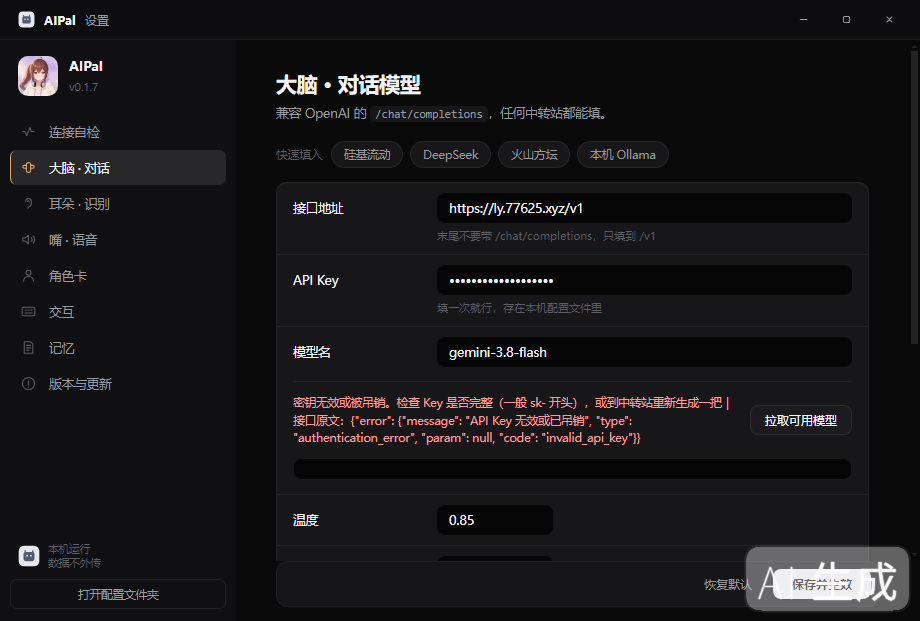 AIPal 设置
AIPal
v0.1.7
连接自检
大脑 · 对话
耳朵 · 识别
嘴 · 语音
角色卡
交互
记忆
版本与更新
本机运行
数据不外传
打开配置文件夹
大脑 · 对话模型
兼容 OpenAI 的 /chat/completions，任何中转站都能填。
快速填入 硅基流动 DeepSeek 火山方坛 本机 Ollama
接口地址 https://ly.77625.xyz/v1
末尾不要带 /chat/completions，只填到 /v1
API Key •••••••••••••••••••
填一次就行，存在本机配置文件里
模型名 gemini-3.8-flash
密钥无效或被吊销。检查 Key 是否完整（一般 sk- 开头），或到中转站重新生成一把 |
接口原文：{"error": {"message": "API Key 无效或已吊销", "type":
"authentication_error", "param": null, "code": "invalid_api_key"}}
拉取可用模型
温度 0.85
恢复默认 保存并生效
AI 生成